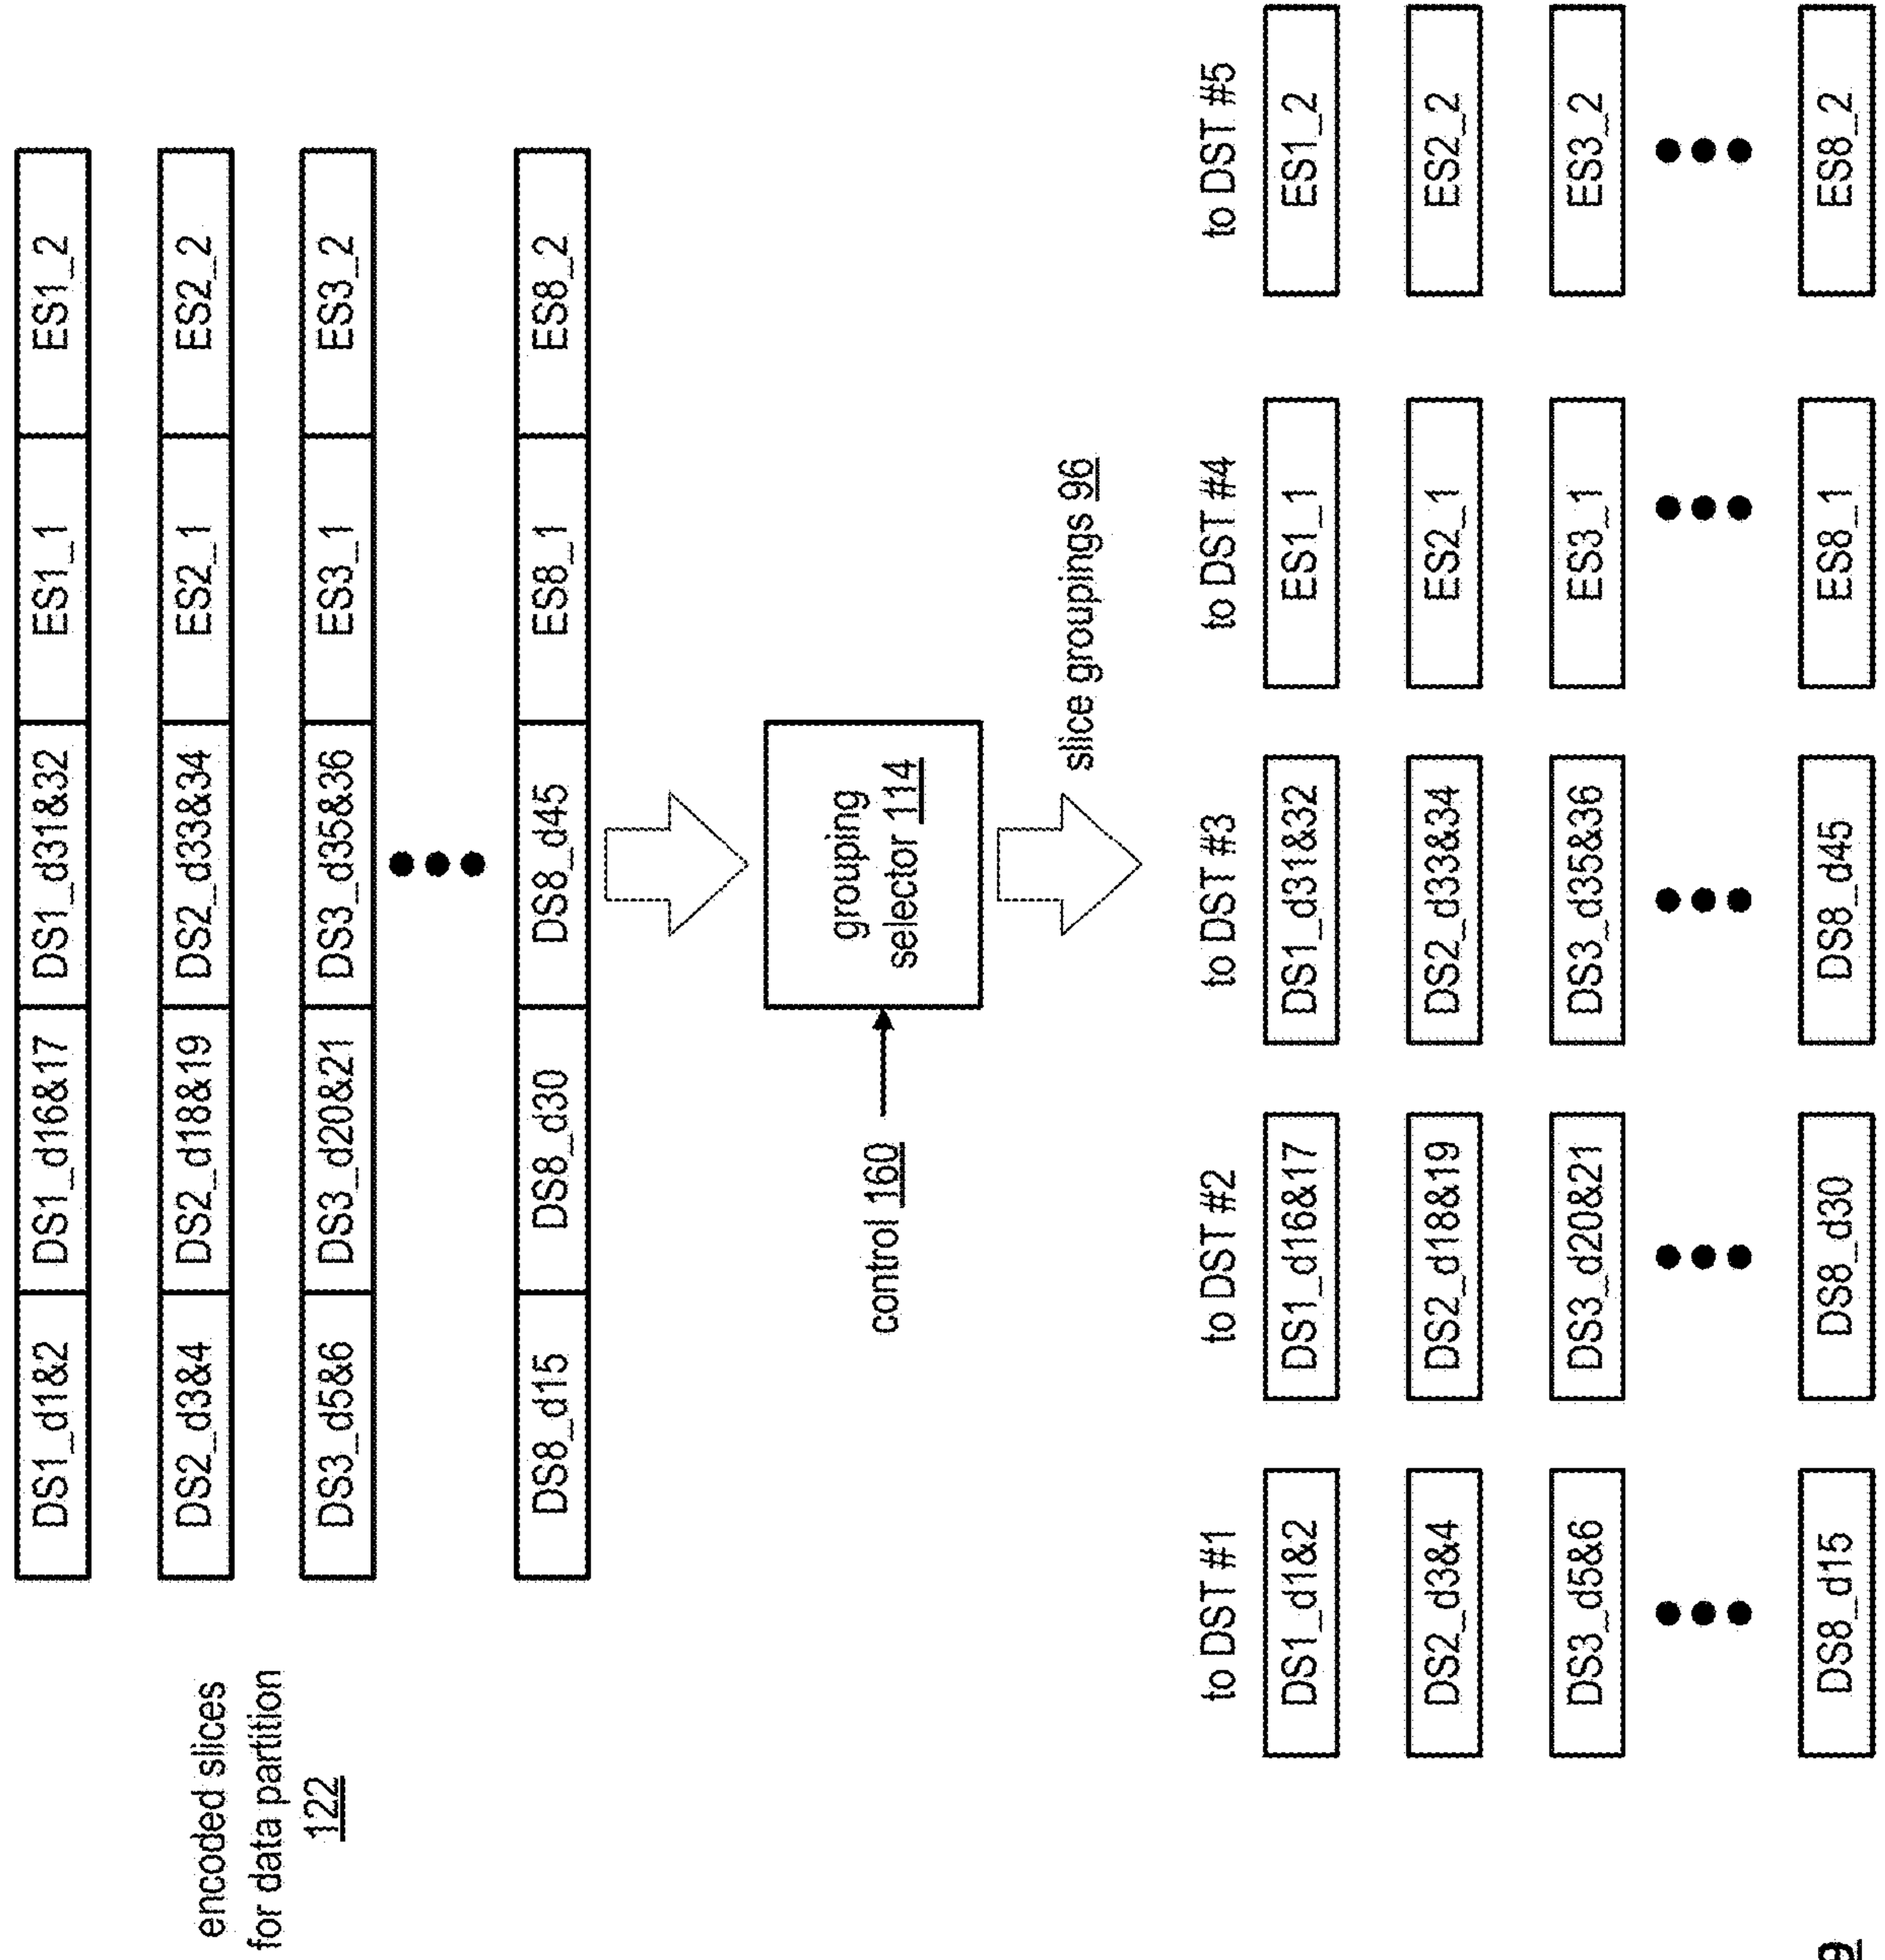 encoded slices
for data partition
122
DS1_d1&2 DS1_d16&17 DS1_d31&32 ES1_1 ES1_2
DS2_d3&4 DS2_d18&19 DS2_d33&34 ES2_1 ES2_2
DS3_d5&6 DS3_d20&21 DS3_d35&36 ES3_1 ES3_2
DS8_d15 DS8_d30 DS8_d45 ES8_1 ES8_2
control 160
grouping
selector 114
slice groupings 96
to DST #1 to DST #2 to DST #3 to DST #4 to DST #5
DS1_d1&2 DS1_d16&17 DS1_d31&32 ES1_1 ES1_2
DS2_d3&4 DS2_d18&19 DS2_d33&34 ES2_1 ES2_2
DS3_d5&6 DS3_d20&21 DS3_d35&36 ES3_1 ES3_2
DS8_d15 DS8_d30 DS8_d45 ES8_1 ES8_2